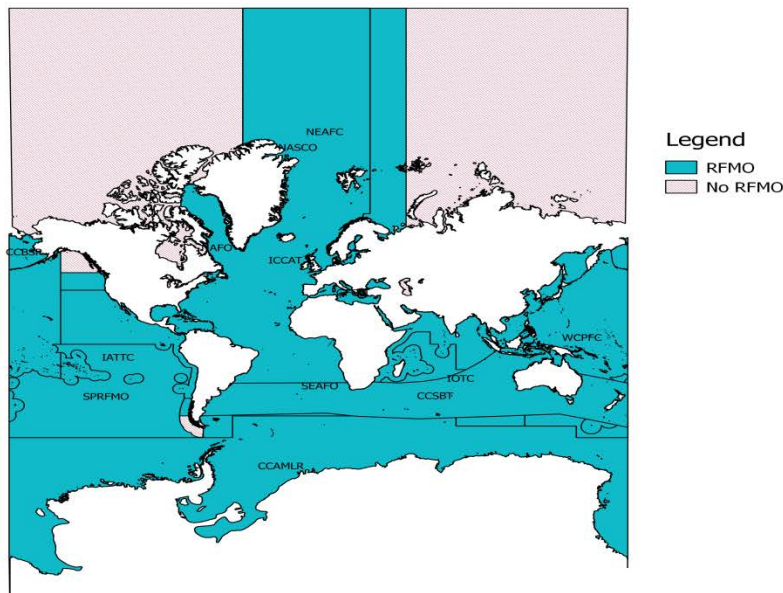 NEAFC
NASCO
Legend
RFMO
No RFMO
CCBSP
AFO
ICCAT
WCPFC
IATTC
IOTC
SEAFO
CCSBT
SPRFMO
CCAMLR